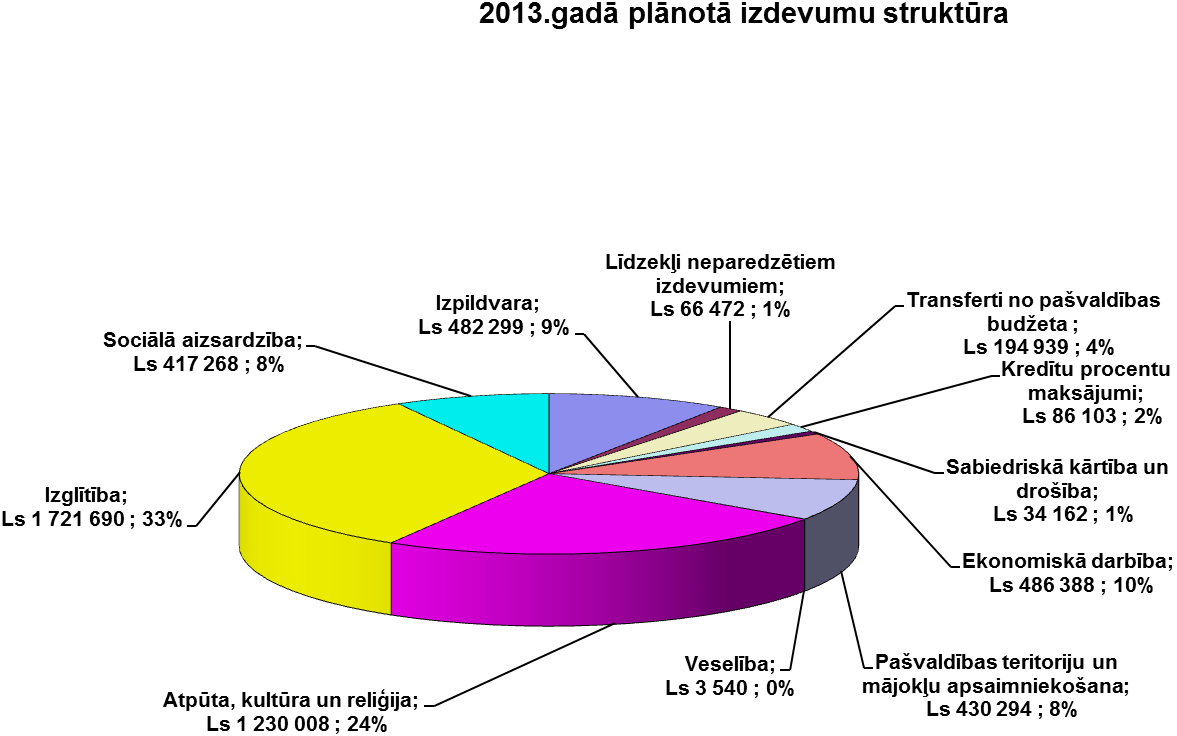 2013.gadā plānotā izdevumu struktūra
Līdzekļi neparedzētiem
izdevumiem;
Ls 66 472 ; 1%
Izpildvara;
Ls 482 299 ; 9%
Transferti no pašvaldības
budžeta ;
Ls 194 939 ; 4%
Sociālā aizsardzība;
Ls 417 268 ; 8%
Kredītu procentu
maksājumi;
Ls 86 103 ; 2%
Sabiedriskā kārtība un
drošība;
Ls 34 162 ; 1%
Izglītība;
Ls 1 721 690 ; 33%
Ekonomiskā darbība;
Ls 486 388 ; 10%
Veselība;
Ls 3 540 ; 0%
Pašvaldības teritoriju un
mājokļu apsaimniekošana;
Ls 430 294 ; 8%
Atpūta, kultūra un reliģija;
Ls 1 230 008 ; 24%